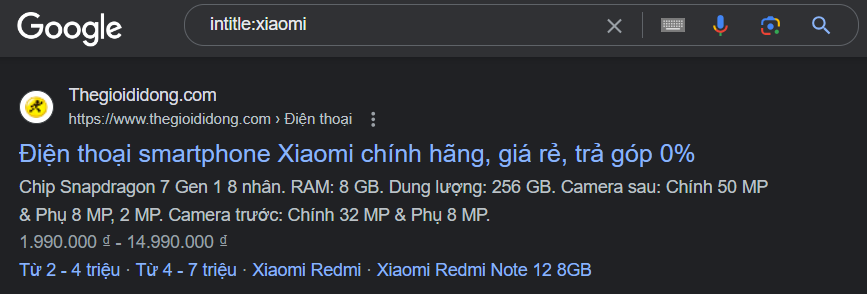 Google
intitle:xiaomi
Thegioididong.com
https://www.thegioididong.com › Điện thoại
Điện thoại smartphone Xiaomi chính hãng, giá rẻ, trả góp 0%
Chip Snapdragon 7 Gen 1 8 nhân. RAM: 8 GB. Dung lượng: 256 GB. Camera sau: Chính 50 MP
& Phụ 8 MP, 2 MP. Camera trước: Chính 32 MP & Phụ 8 MP.
1.990.000 ₫ - 14.990.000 ₫
Từ 2 - 4 triệu · Từ 4 - 7 triệu · Xiaomi Redmi · Xiaomi Redmi Note 12 8GB